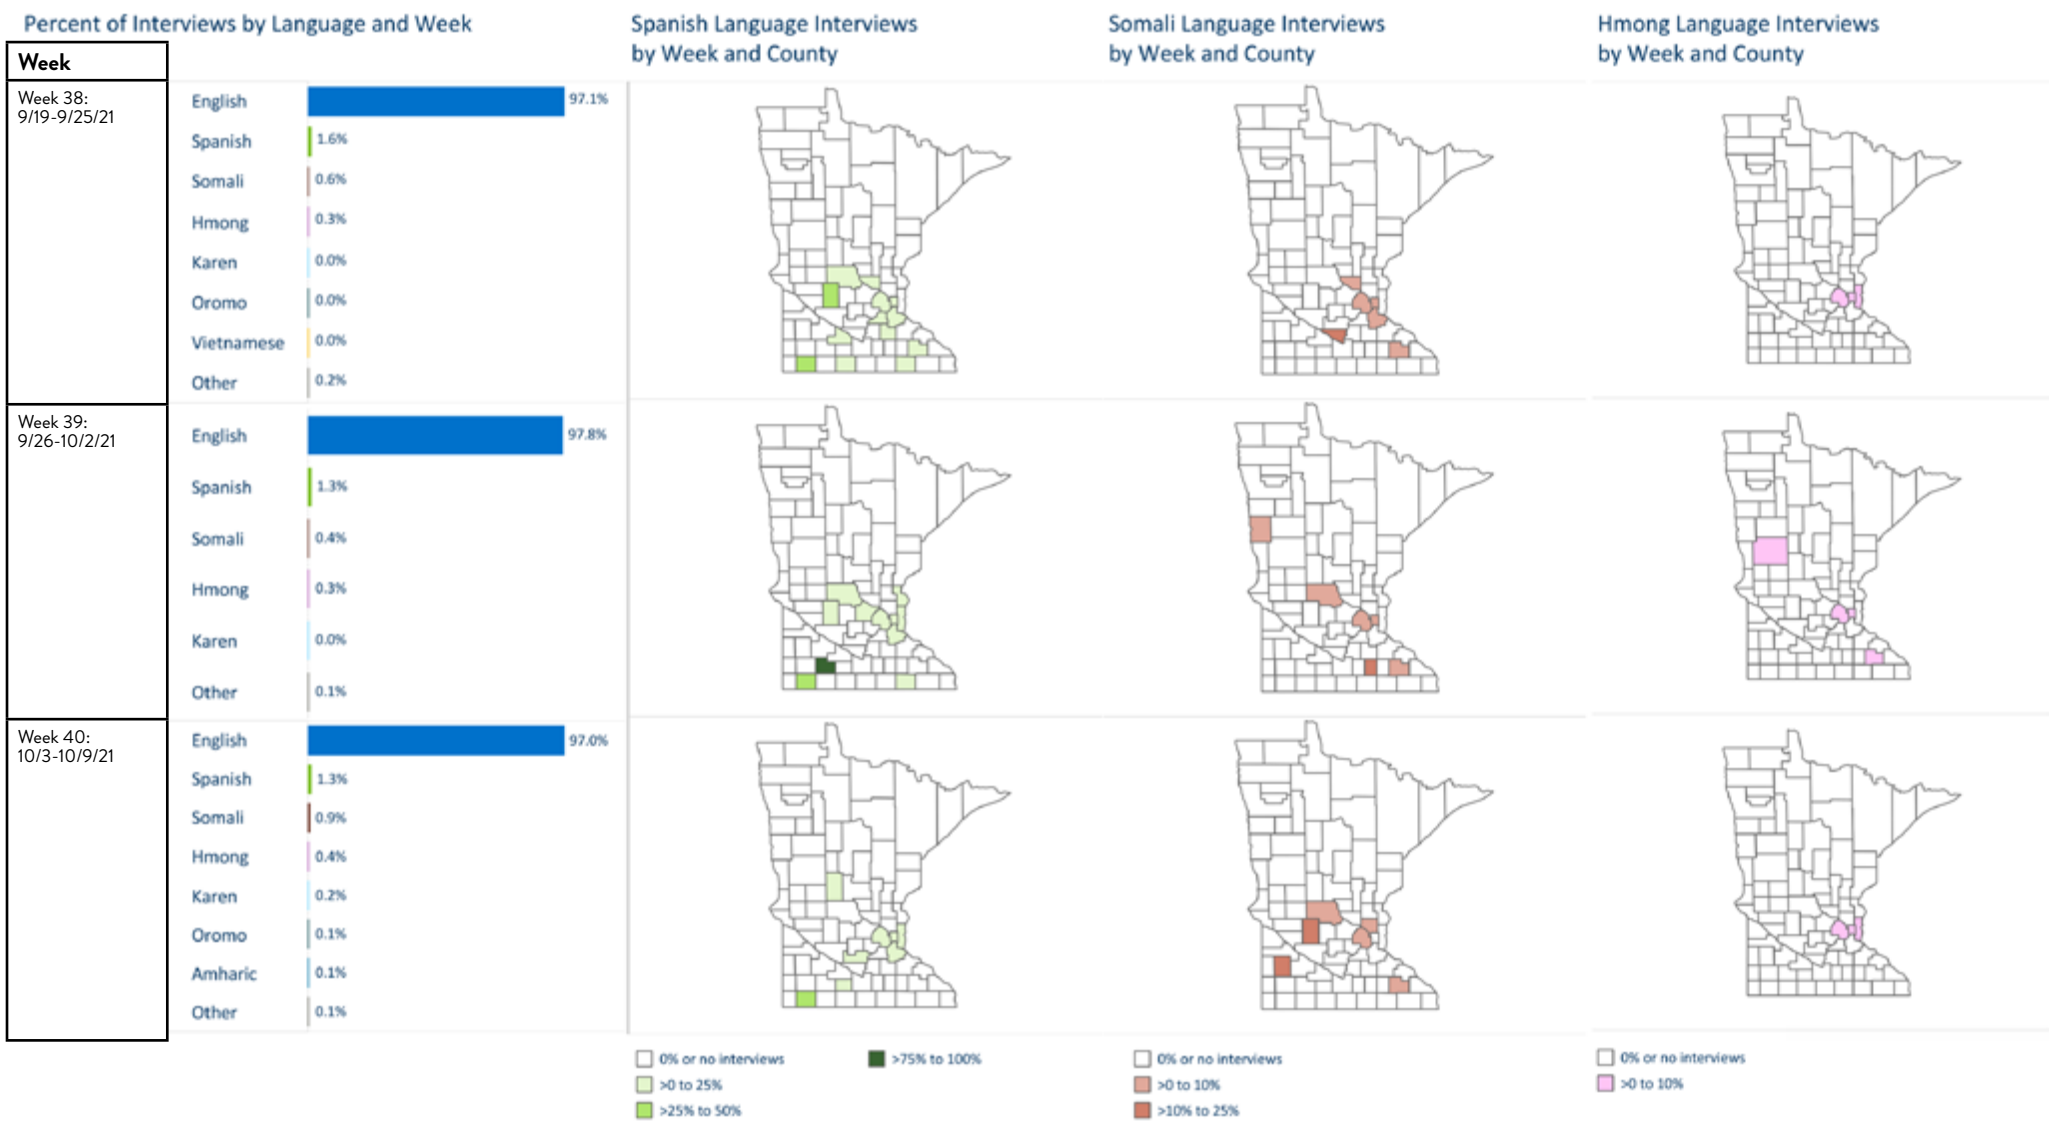 Percent of Interviews by Language and Week
Spanish Language Interviews
by Week and County
Somali Language Interviews
by Week and County
Hmong Language Interviews
by Week and County
Week
Week 38:
9/19-9/25/21
English 97.1%
Spanish 1.6%
Somali 0.6%
Hmong 0.3%
Karen 0.0%
Oromo 0.0%
Vietnamese 0.0%
Other 0.2%
Week 39:
9/26-10/2/21
English 97.8%
Spanish 1.3%
Somali 0.4%
Hmong 0.3%
Karen 0.0%
Other 0.1%
Week 40:
10/3-10/9/21
English 97.0%
Spanish 1.3%
Somali 0.9%
Hmong 0.4%
Karen 0.2%
Oromo 0.1%
Amharic 0.1%
Other 0.1%
0% or no interviews
>0 to 25%
>25% to 50%
>75% to 100%
0% or no interviews
>0 to 10%
>10% to 25%
0% or no interviews
>0 to 10%